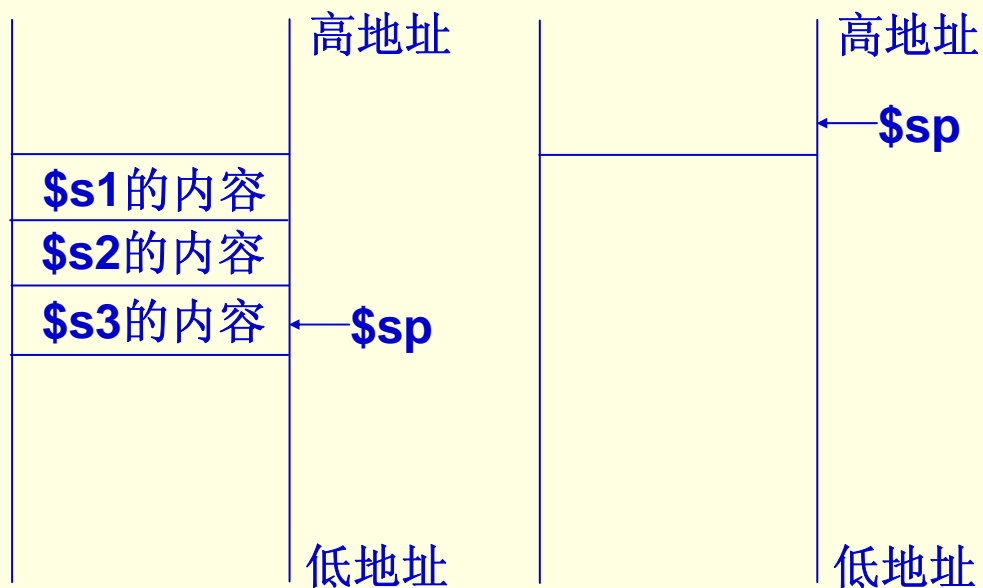 高地址
$s1的内容
$s2的内容
$s3的内容
$sp
低地址
高地址
$sp
低地址